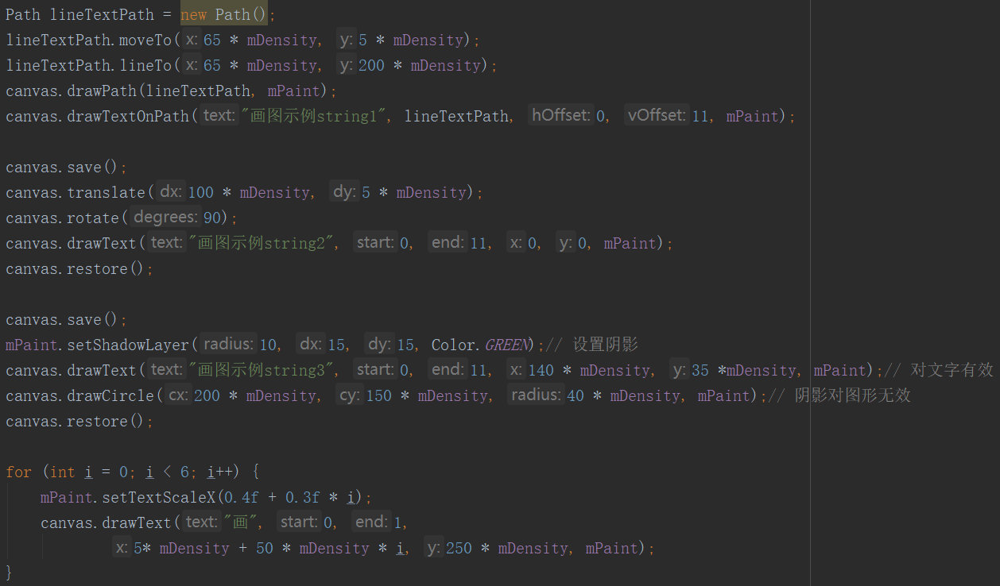 Path lineTextPath = new Path();
lineTextPath.moveTo( x: 65 * mDensity, y: 5 * mDensity);
lineTextPath.lineTo( x: 65 * mDensity, y: 200 * mDensity);
canvas.drawPath(lineTextPath, mPaint);
canvas.drawTextOnPath( text: "画图示例string1", lineTextPath, hOffset: 0, vOffset: 11, mPaint);
canvas.save();
canvas.translate( dx: 100 * mDensity, dy: 5 * mDensity);
canvas.rotate( degrees: 90);
canvas.drawText( text: "画图示例string2", start: 0, end: 11, x: 0, y: 0, mPaint);
canvas.restore();
canvas.save();
mPaint.setShadowLayer( radius: 10, dx: 15, dy: 15, Color.GREEN);// 设置阴影
canvas.drawText( text: "画图示例string3", start: 0, end: 11, x: 140 * mDensity, y: 35 *mDensity, mPaint);// 对文字有效
canvas.drawCircle( cx: 200 * mDensity, cy: 150 * mDensity, radius: 40 * mDensity, mPaint);// 阴影对图形无效
canvas.restore();
for (int i = 0; i < 6; i++) {
mPaint.setTextScaleX(0.4f + 0.3f * i);
canvas.drawText( text: "画", start: 0, end: 1,
x: 5* mDensity + 50 * mDensity * i, y: 250 * mDensity, mPaint);
}